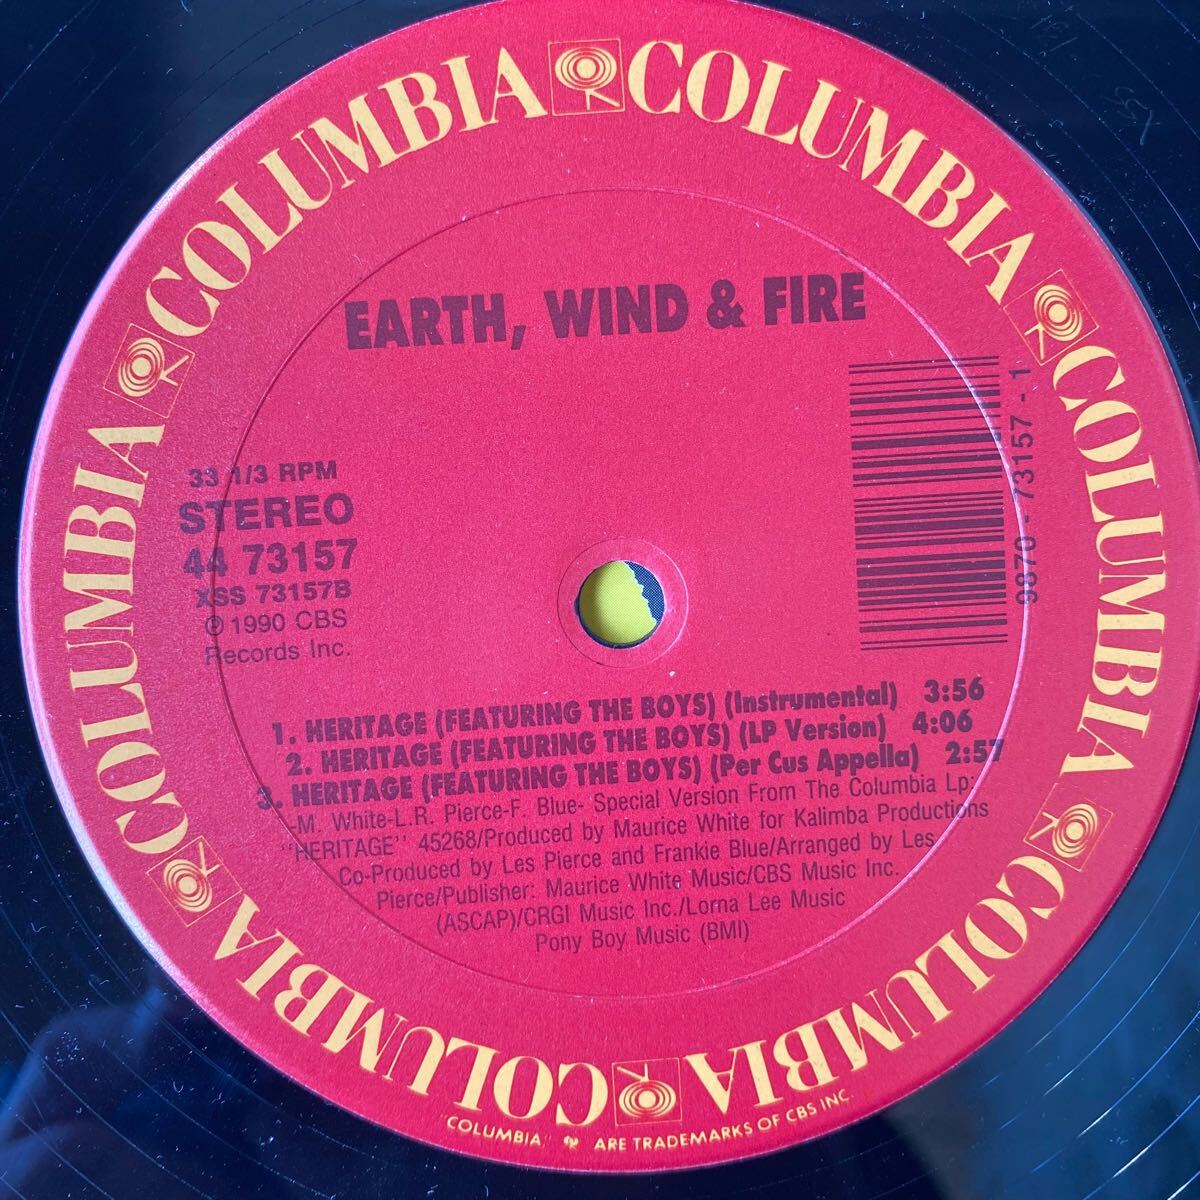 COLUMBIA COLUMBIA COLUMBIA COLUMBIA COLUMBIA COLUMBIA COLUMBIA COLUMBIA
EARTH, WIND & FIRE
33 1/3 RPM
STEREO
44 73157
XSS 73157B
℗ 1990 CBS
Records Inc.
9870 - 73157 - 1
1. HERITAGE (FEATURING THE BOYS) (Instrumental) 3:56
2. HERITAGE (FEATURING THE BOYS) (LP Version) 4:06
3. HERITAGE (FEATURING THE BOYS) (Per Cus Appella) 2:57
-M. White-L.R. Pierce-F. Blue- Special Version From The Columbia Lp:
"HERITAGE" 45268/Produced by Maurice White for Kalimba Productions
Co-Produced by Les Pierce and Frankie Blue/Arranged by Les
Pierce/Publisher: Maurice White Music/CBS Music Inc.
(ASCAP)/CRGI Music Inc./Lorna Lee Music
Pony Boy Music (BMI)
"COLUMBIA," ARE TRADEMARKS OF CBS INC.